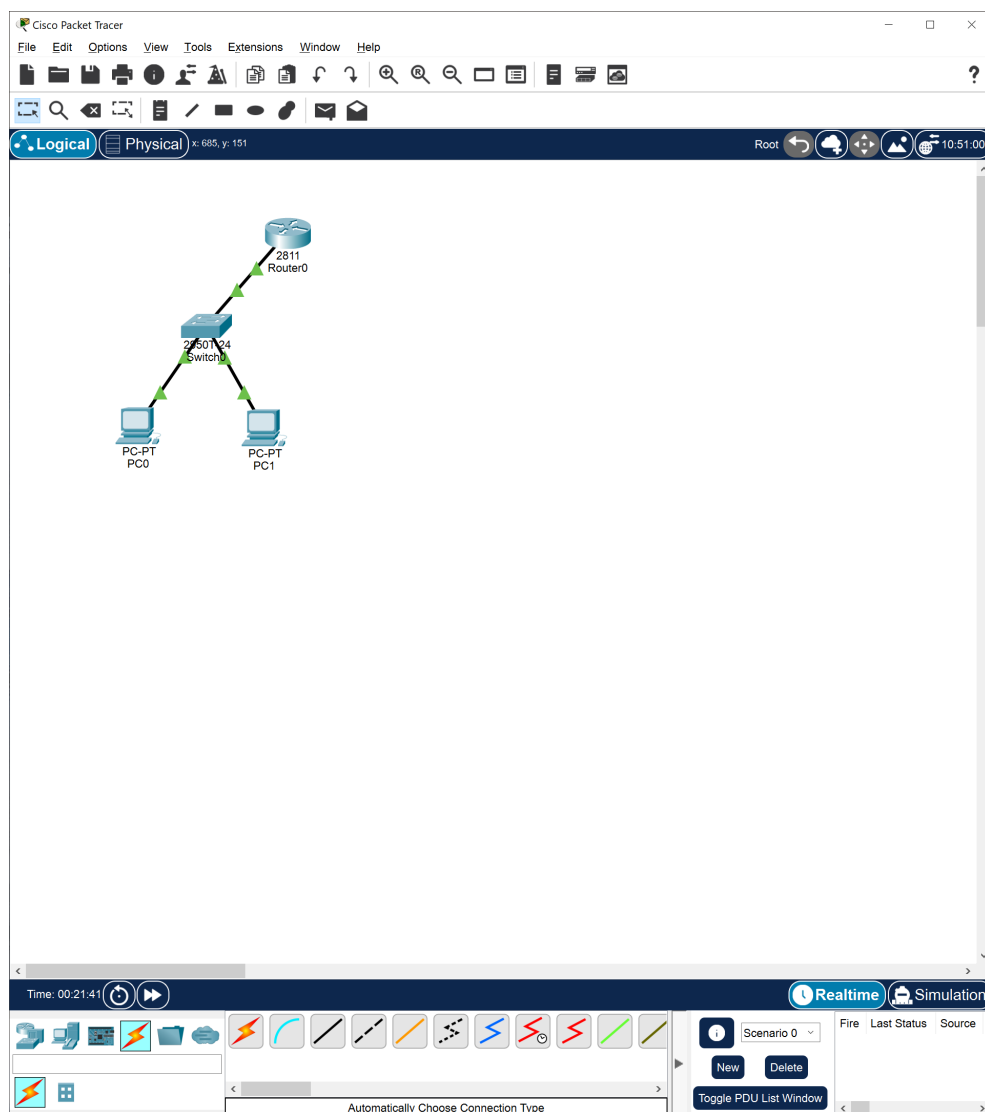 Cisco Packet Tracer
File Edit Options View Tools Extensions Window Help
?
Logical Physical x: 685, y: 151 Root 10:51:00
2811
Router0
2950T-24
Switch0
PC-PT
PC0
PC-PT
PC1
Time: 00:21:41 Realtime Simulation
Scenario 0
Fire Last Status Source
New Delete
Toggle PDU List Window
Automatically Choose Connection Type